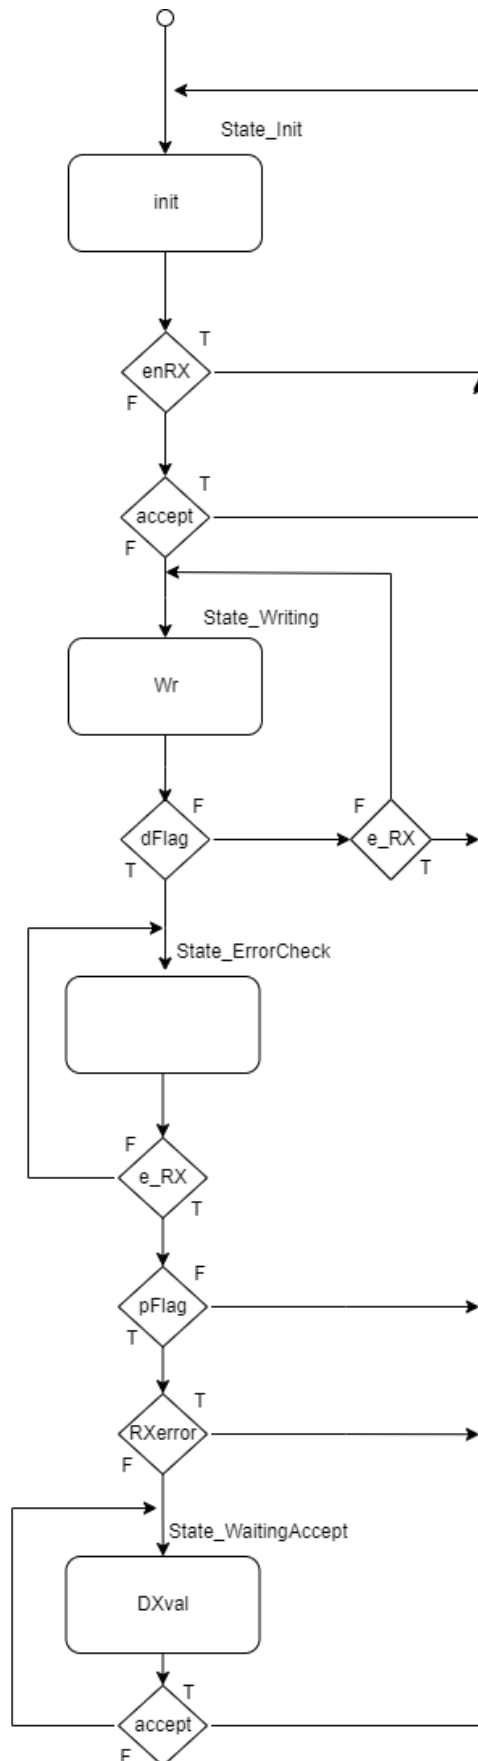 State_Init
init
T
enRX
F
T
accept
F
State_Writing
Wr
F
dFlag
T
F
e_RX
T
State_ErrorCheck
F
e_RX
T
F
pFlag
T
T
RXerror
F
State_WaitingAccept
DXval
T
accept
F